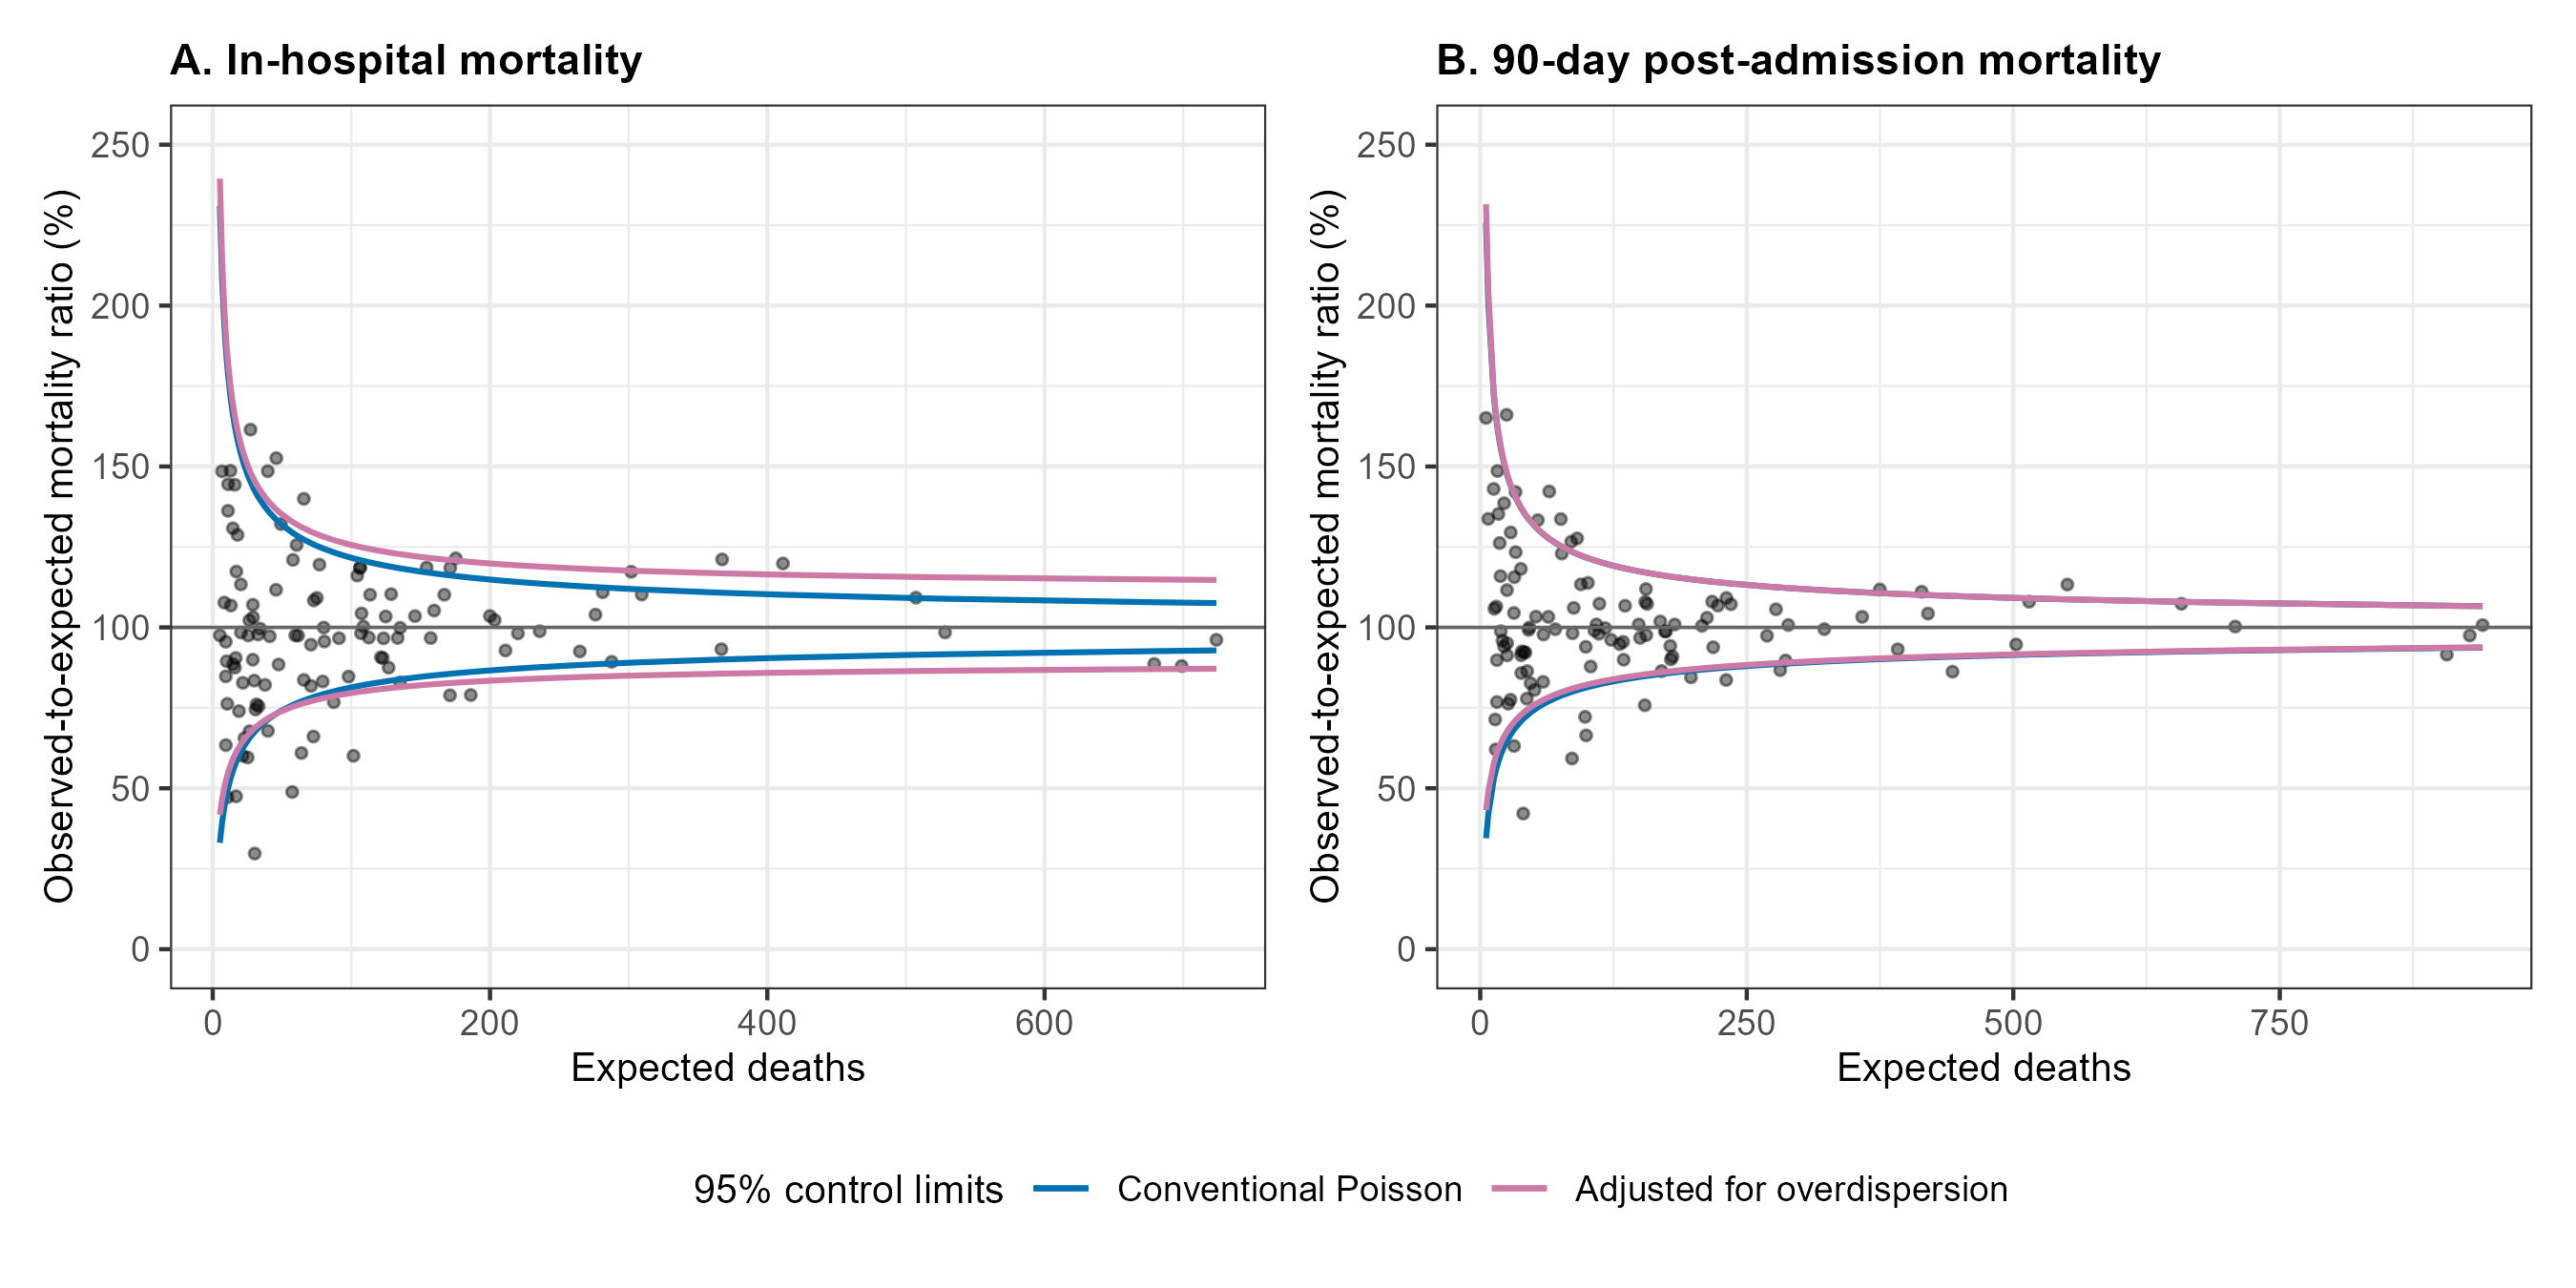 A. In-hospital mortality
Observed-to-expected mortality ratio (%)
250
200
150
100
50
0
0 200 400 600
Expected deaths
B. 90-day post-admission mortality
Observed-to-expected mortality ratio (%)
250
200
150
100
50
0
0 250 500 750
Expected deaths
95% control limits Conventional Poisson Adjusted for overdispersion